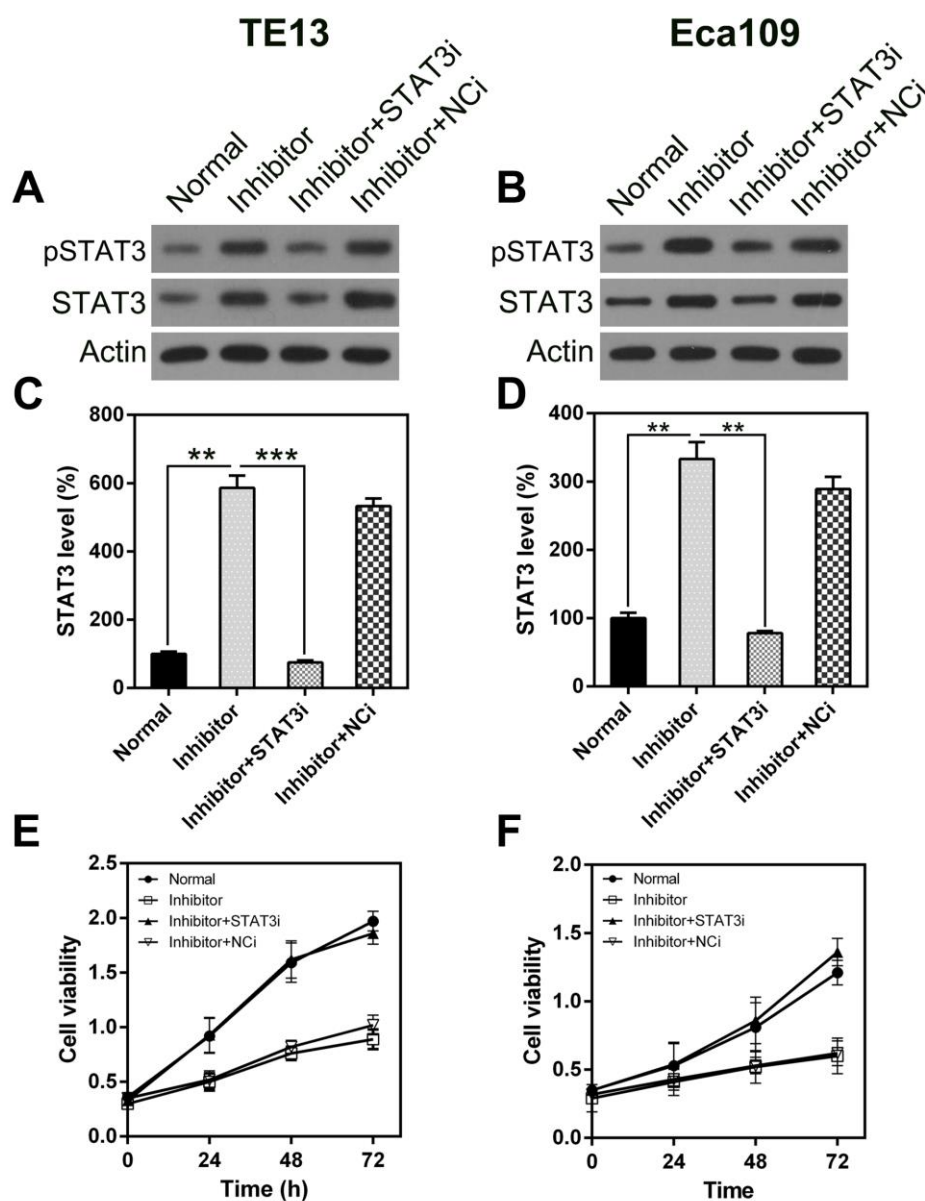 TE13
Eca109
A
Normal
Inhibitor
Inhibitor+STAT3i
Inhibitor+NCi
pSTAT3
STAT3
Actin
B
Normal
Inhibitor
Inhibitor+STAT3i
Inhibitor+NCi
pSTAT3
STAT3
Actin
C
STAT3 level (%)
800
600
400
200
0
** ***
Normal
Inhibitor
Inhibitor+STAT3i
Inhibitor+NCi
D
STAT3 level (%)
400
300
200
100
0
** **
Normal
Inhibitor
Inhibitor+STAT3i
Inhibitor+NCi
E
Cell viability
2.5
2.0
1.5
1.0
0.5
0.0
Normal
Inhibitor
Inhibitor+STAT3i
Inhibitor+NCi
0 24 48 72
Time (h)
F
Cell viability
2.0
1.5
1.0
0.5
0.0
Normal
Inhibitor
Inhibitor+STAT3i
Inhibitor+NCi
0 24 48 72
Time